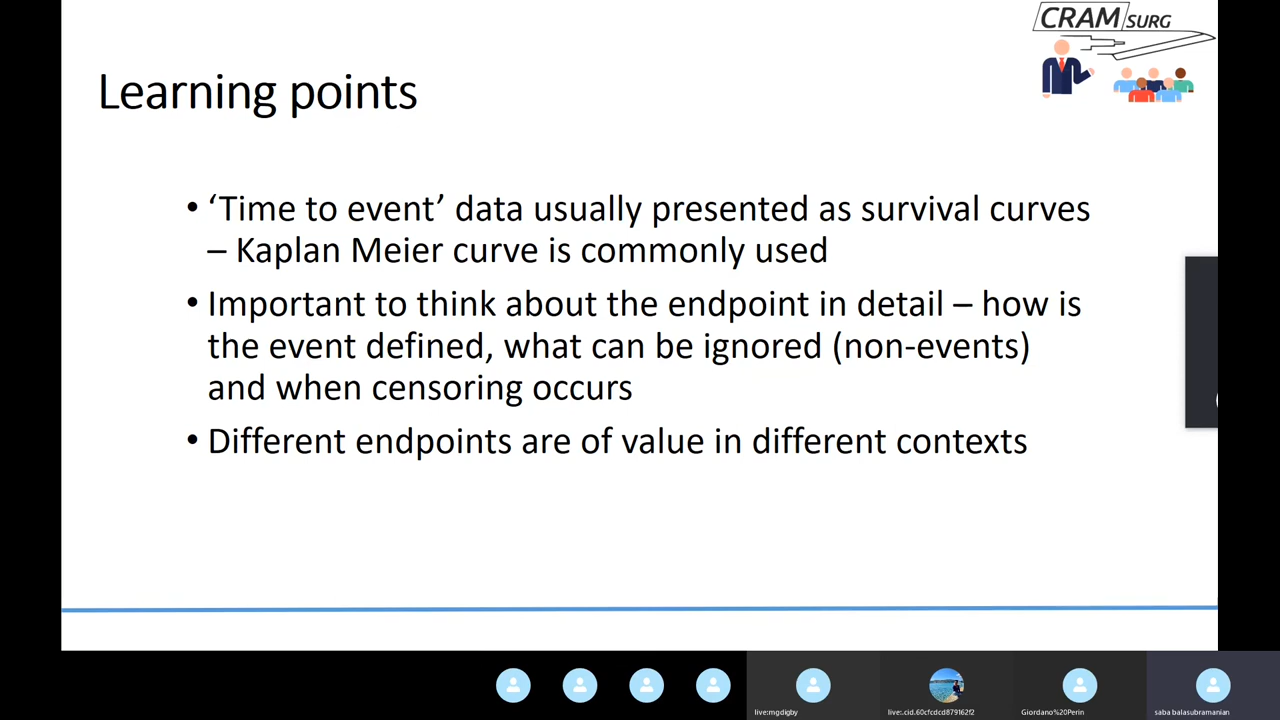 CRAM SURG
Learning points
• ‘Time to event’ data usually presented as survival curves
– Kaplan Meier curve is commonly used
• Important to think about the endpoint in detail – how is
the event defined, what can be ignored (non-events)
and when censoring occurs
• Different endpoints are of value in different contexts
live:mgdigby
live:.cid.60cfcdcd879162f2
Giordano%20Perin
saba balasubramanian